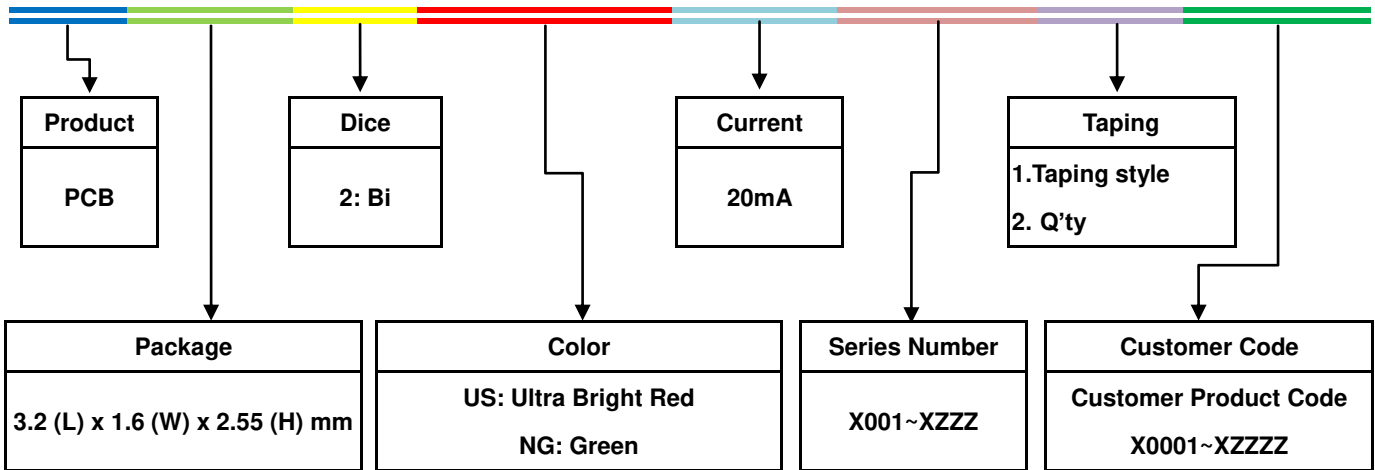 Product
PCB
Dice
2: Bi
Current
20mA
Taping
1.Taping style
2. Q'ty
Package
3.2 (L) x 1.6 (W) x 2.55 (H) mm
Color
US: Ultra Bright Red
NG: Green
Series Number
X001~XZZZ
Customer Code
Customer Product Code
X0001~XZZZZ